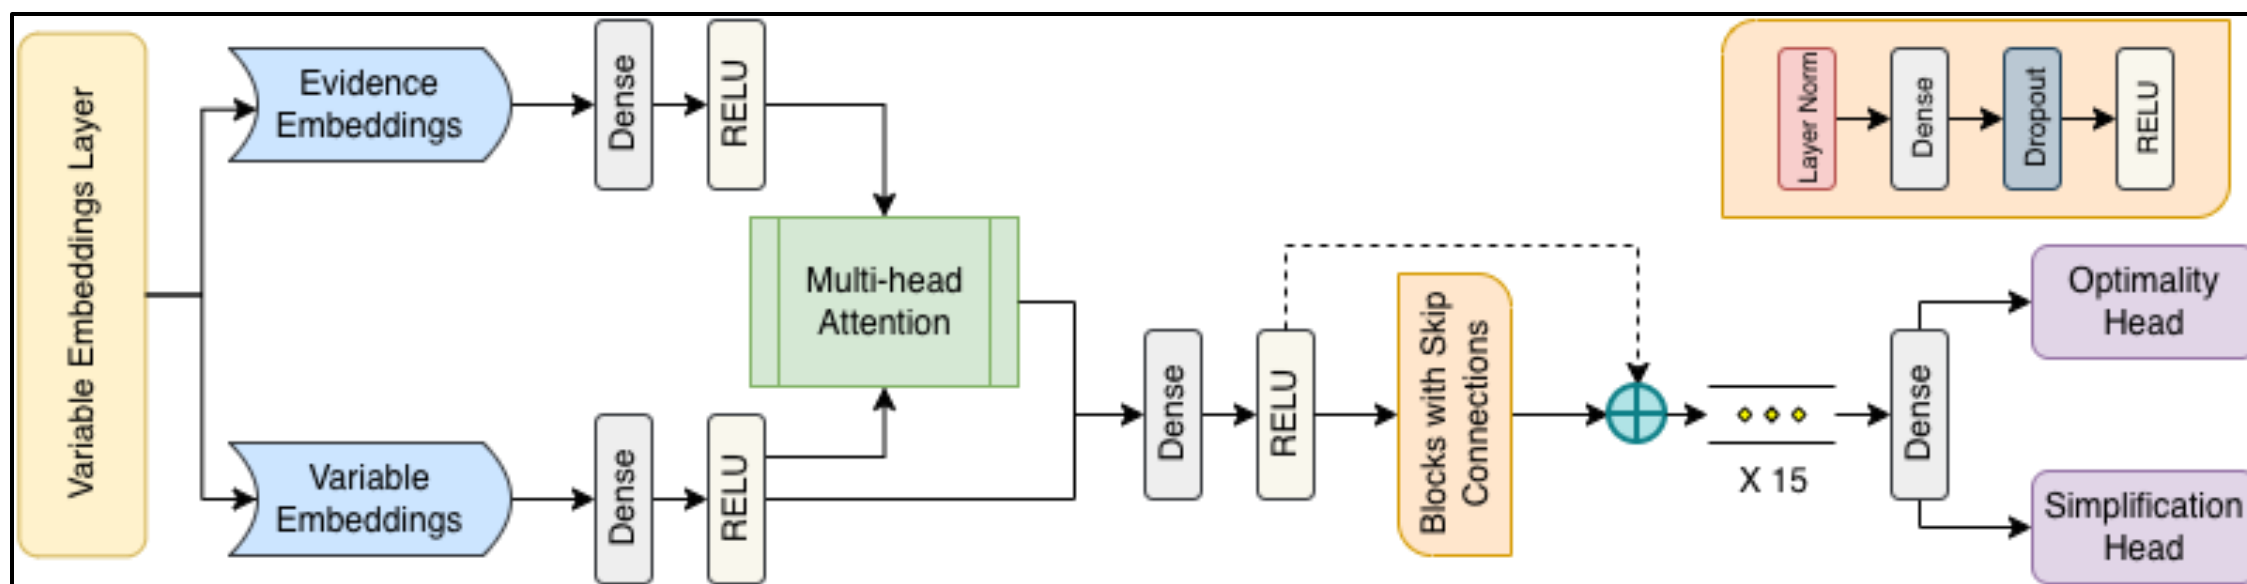 Variable Embeddings Layer
Evidence
Embeddings
Dense
RELU
Variable
Embeddings
Dense
RELU
Multi-head
Attention
Dense
RELU
Blocks with Skip
Connections
X 15
Dense
Layer Norm
Dense
Dropout
RELU
Optimality
Head
Simplification
Head